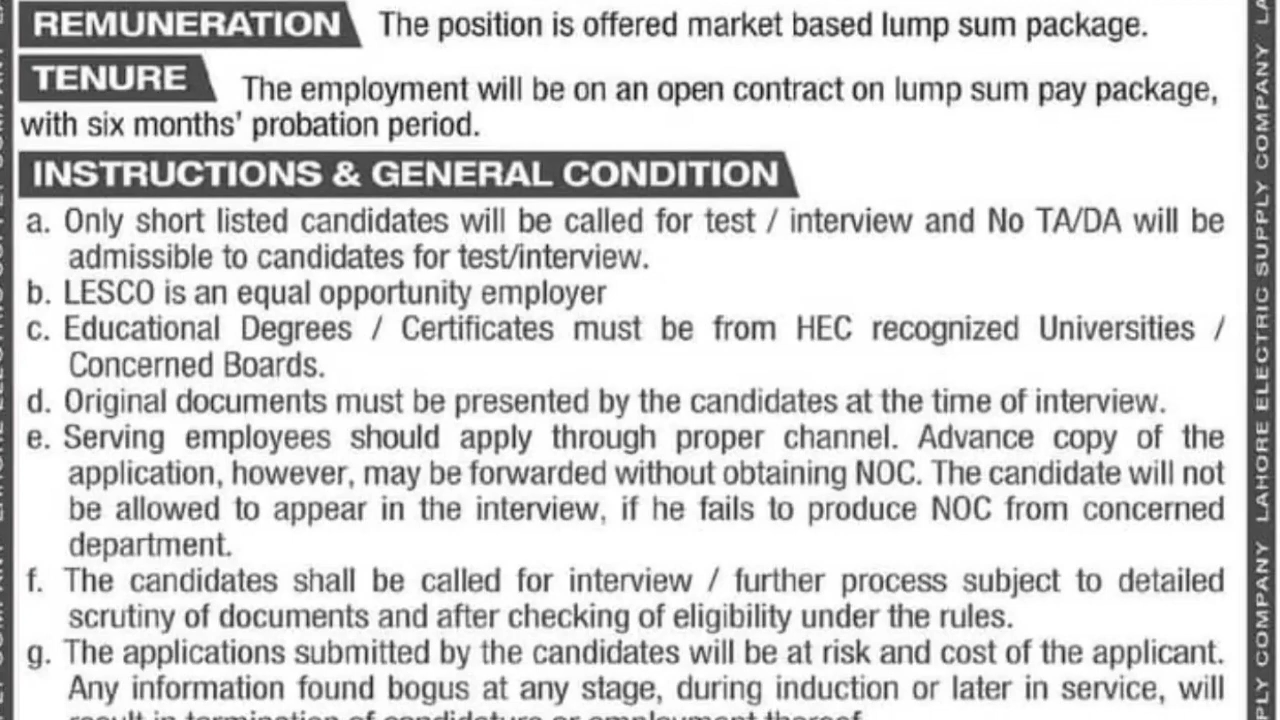 REMUNERATION The position is offered market based lump sum package.
TENURE The employment will be on an open contract on lump sum pay package,
with six months' probation period.
INSTRUCTIONS & GENERAL CONDITION
a. Only short listed candidates will be called for test / interview and No TA/DA will be
admissible to candidates for test/interview.
b. LESCO is an equal opportunity employer
c. Educational Degrees / Certificates must be from HEC recognized Universities /
Concerned Boards.
d. Original documents must be presented by the candidates at the time of interview.
e. Serving employees should apply through proper channel. Advance copy of the
application, however, may be forwarded without obtaining NOC. The candidate will not
be allowed to appear in the interview, if he fails to produce NOC from concerned
department.
f. The candidates shall be called for interview / further process subject to detailed
scrutiny of documents and after checking of eligibility under the rules.
g. The applications submitted by the candidates will be at risk and cost of the applicant.
Any information found bogus at any stage, during induction or later in service, will
result in termination of candidature or employment thereof
COMPANY LAHORE ELECTRIC SUPPLY COMPANY